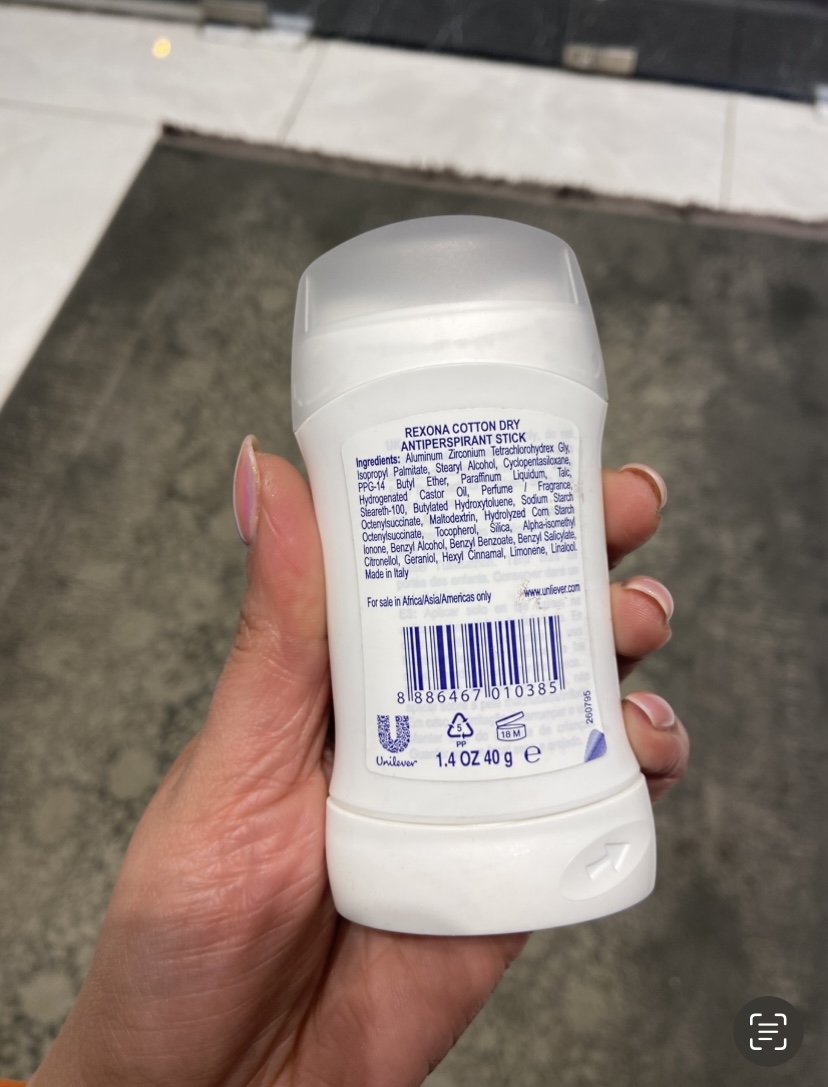 REXONA COTTON DRY
ANTIPERSPIRANT STICK
Ingredients: Aluminum Zirconium Tetrachlorohydrex Gly,
Isopropyl Palmitate, Stearyl Alcohol, Cyclopentasiloxane,
PPG-14 Butyl Ether, Paraffinum Liquidum, Talc,
Hydrogenated Castor Oil, Perfume / Fragrance,
Steareth-100, Butylated Hydroxytoluene, Sodium Starch
Octenylsuccinate, Maltodextrin, Hydrolyzed Corn Starch
Octenylsuccinate, Tocopherol, Silica, Alpha-isomethyl
Ionone, Benzyl Alcohol, Benzyl Benzoate, Benzyl Salicylate,
Citronellol, Geraniol, Hexyl Cinnamal, Limonene, Linalool.
Made in Italy
For sale in Africa/Asia/Americas only www.unilever.com
8 886467 010385
260795
5
PP
18 M
Unilever
1.4 OZ 40 g e